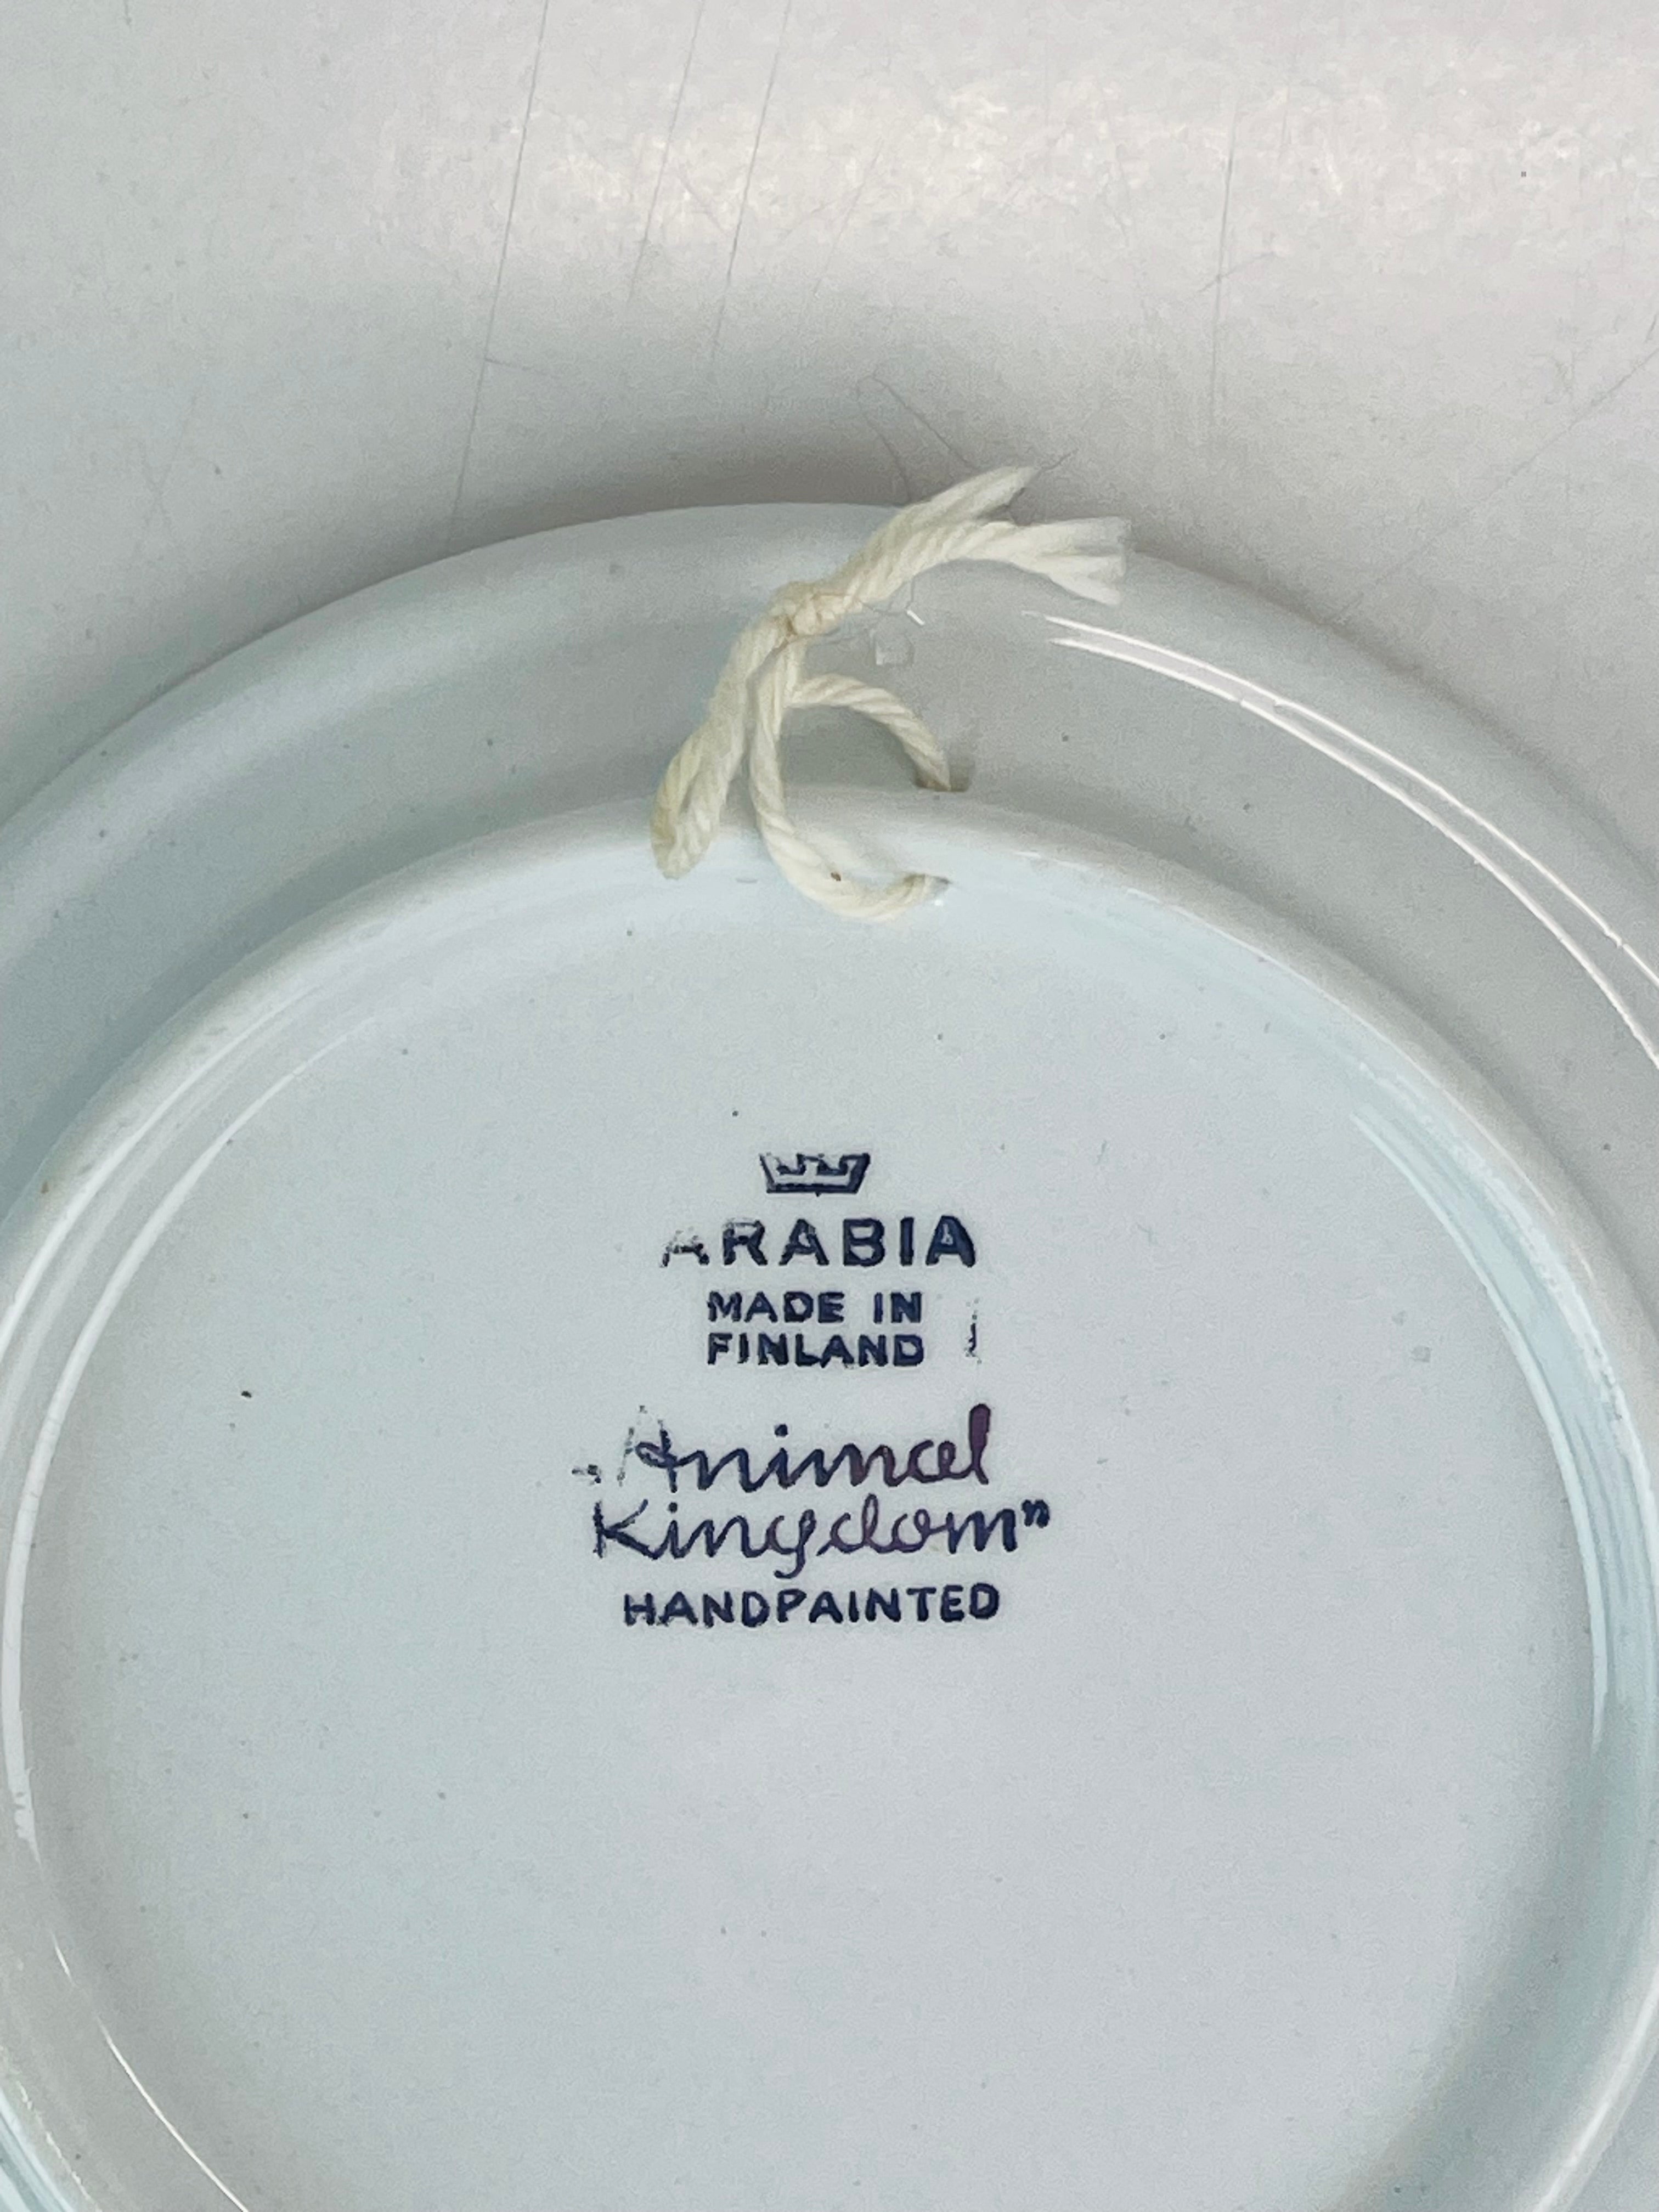 ARABIA
MADE IN
FINLAND
„Animal
Kingdom"
HANDPAINTED